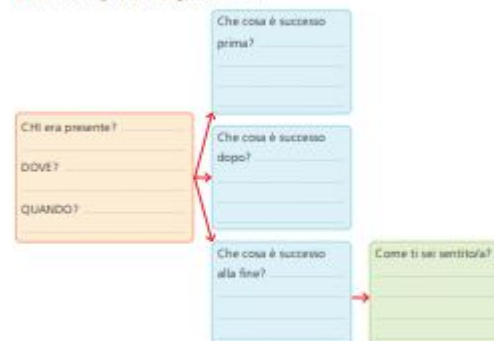 Che cosa è successo
prima?
CHI era presente?
DOVE?
QUANDO?
Che cosa è successo
dopo?
Che cosa è successo
alla fine?
Come ti sei sentito/a?